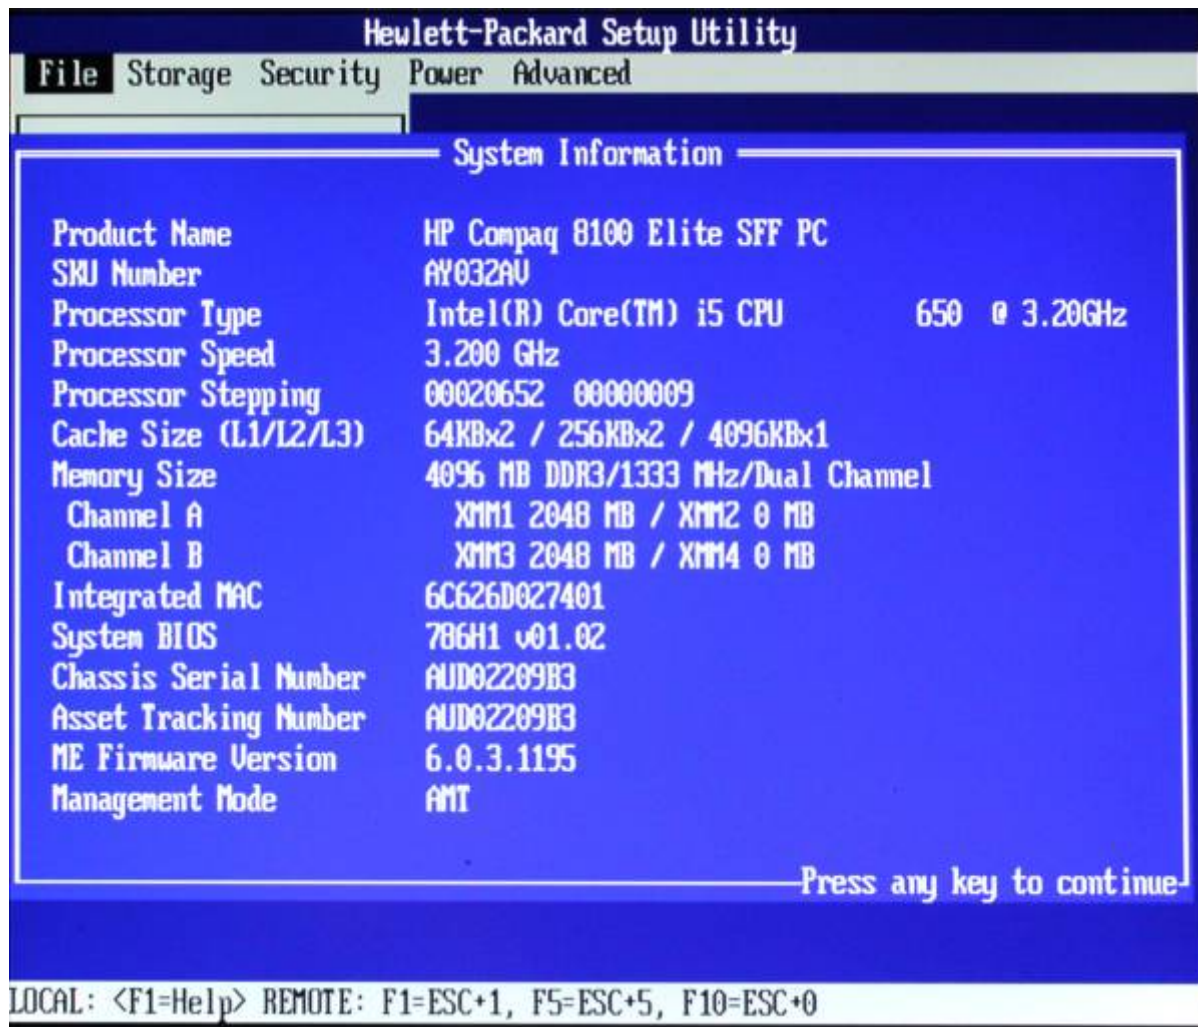 Hewlett-Packard Setup Utility
File Storage Security Power Advanced
System Information
Product Name HP Compaq 8100 Elite SFF PC
SKU Number AY032AV
Processor Type Intel(R) Core(TM) i5 CPU 650 @ 3.20GHz
Processor Speed 3.200 GHz
Processor Stepping 00020652 00000009
Cache Size (L1/L2/L3) 64KBx2 / 256KBx2 / 4096KBx1
Memory Size 4096 MB DDR3/1333 MHz/Dual Channel
Channel A XMM1 2048 MB / XMM2 0 MB
Channel B XMM3 2048 MB / XMM4 0 MB
Integrated MAC 6C626D027401
System BIOS 786H1 v01.02
Chassis Serial Number AUD02209B3
Asset Tracking Number AUD02209B3
ME Firmware Version 6.0.3.1195
Management Mode AMT
Press any key to continue
LOCAL: <F1=Help> REMOTE: F1=ESC+1, F5=ESC+5, F10=ESC+0